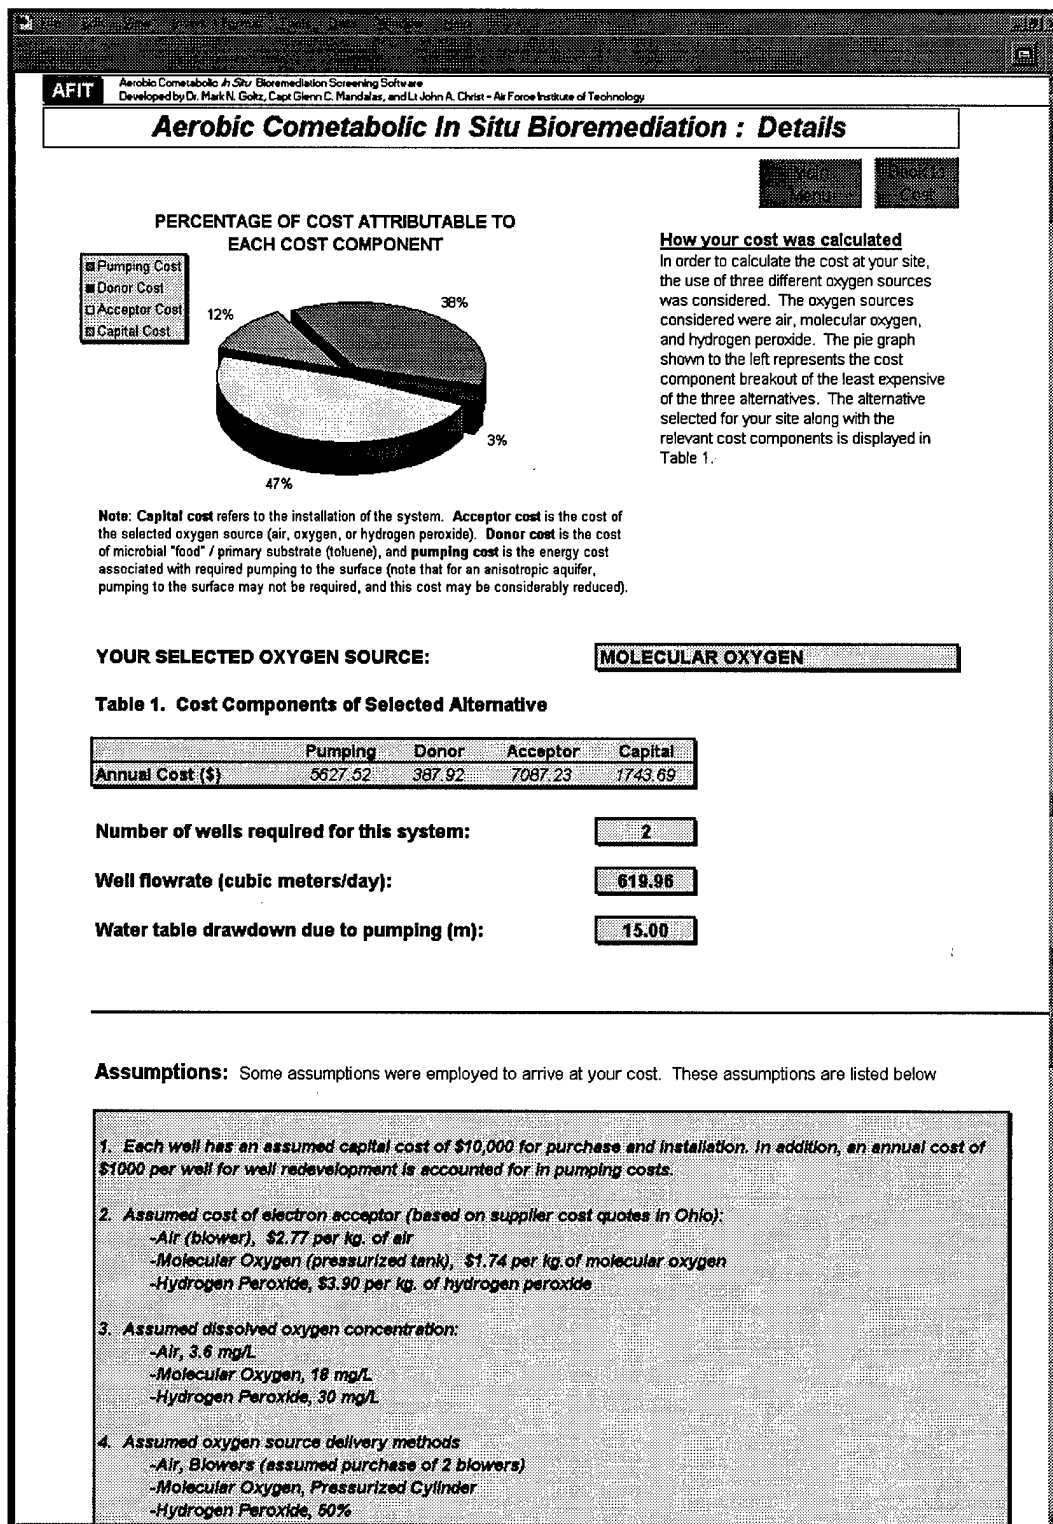 AFIT
Aerobic Cometabolic In Situ Bioremediation Screening Software
Developed by Dr. Mark N. Goltz, Capt Glenn C. Mandalas, and Lt John A. Christ - Air Force Institute of Technology
Aerobic Cometabolic In Situ Bioremediation : Details
Main
Menu
Back to
Cost
PERCENTAGE OF COST ATTRIBUTABLE TO
EACH COST COMPONENT
Pumping Cost
Donor Cost
Acceptor Cost
Capital Cost
12%
38%
3%
47%
How your cost was calculated
In order to calculate the cost at your site,
the use of three different oxygen sources
was considered. The oxygen sources
considered were air, molecular oxygen,
and hydrogen peroxide. The pie graph
shown to the left represents the cost
component breakout of the least expensive
of the three alternatives. The alternative
selected for your site along with the
relevant cost components is displayed in
Table 1.
Note: Capital cost refers to the installation of the system. Acceptor cost is the cost of
the selected oxygen source (air, oxygen, or hydrogen peroxide). Donor cost is the cost
of microbial "food" / primary substrate (toluene), and pumping cost is the energy cost
associated with required pumping to the surface (note that for an anisotropic aquifer,
pumping to the surface may not be required, and this cost may be considerably reduced).
YOUR SELECTED OXYGEN SOURCE: MOLECULAR OXYGEN
Table 1. Cost Components of Selected Alternative
Pumping Donor Acceptor Capital
Annual Cost ($) 5627.52 387.92 7087.23 1743.69
Number of wells required for this system: 2
Well flowrate (cubic meters/day): 619.96
Water table drawdown due to pumping (m): 15.00
Assumptions: Some assumptions were employed to arrive at your cost. These assumptions are listed below
1. Each well has an assumed capital cost of $10,000 for purchase and installation. In addition, an annual cost of
$1000 per well for well redevelopment is accounted for in pumping costs.
2. Assumed cost of electron acceptor (based on supplier cost quotes in Ohio):
-Air (blower), $2.77 per kg. of air
-Molecular Oxygen (pressurized tank), $1.74 per kg.of molecular oxygen
-Hydrogen Peroxide, $3.90 per kg. of hydrogen peroxide
3. Assumed dissolved oxygen concentration:
-Air, 3.6 mg/L
-Molecular Oxygen, 18 mg/L
-Hydrogen Peroxide, 30 mg/L
4. Assumed oxygen source delivery methods
-Air, Blowers (assumed purchase of 2 blowers)
-Molecular Oxygen, Pressurized Cylinder
-Hydrogen Peroxide, 50%